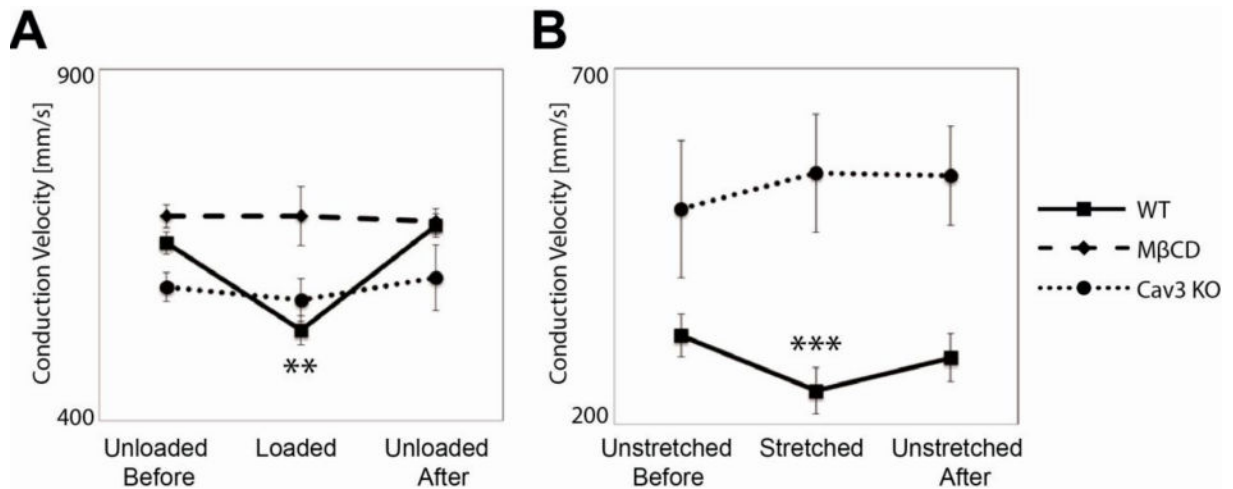 A
B
900
Conduction Velocity [mm/s]
400
**
Unloaded
Before
Loaded
Unloaded
After
700
Conduction Velocity [mm/s]
200
***
Unstretched
Before
Stretched
Unstretched
After
WT
MβCD
Cav3 KO